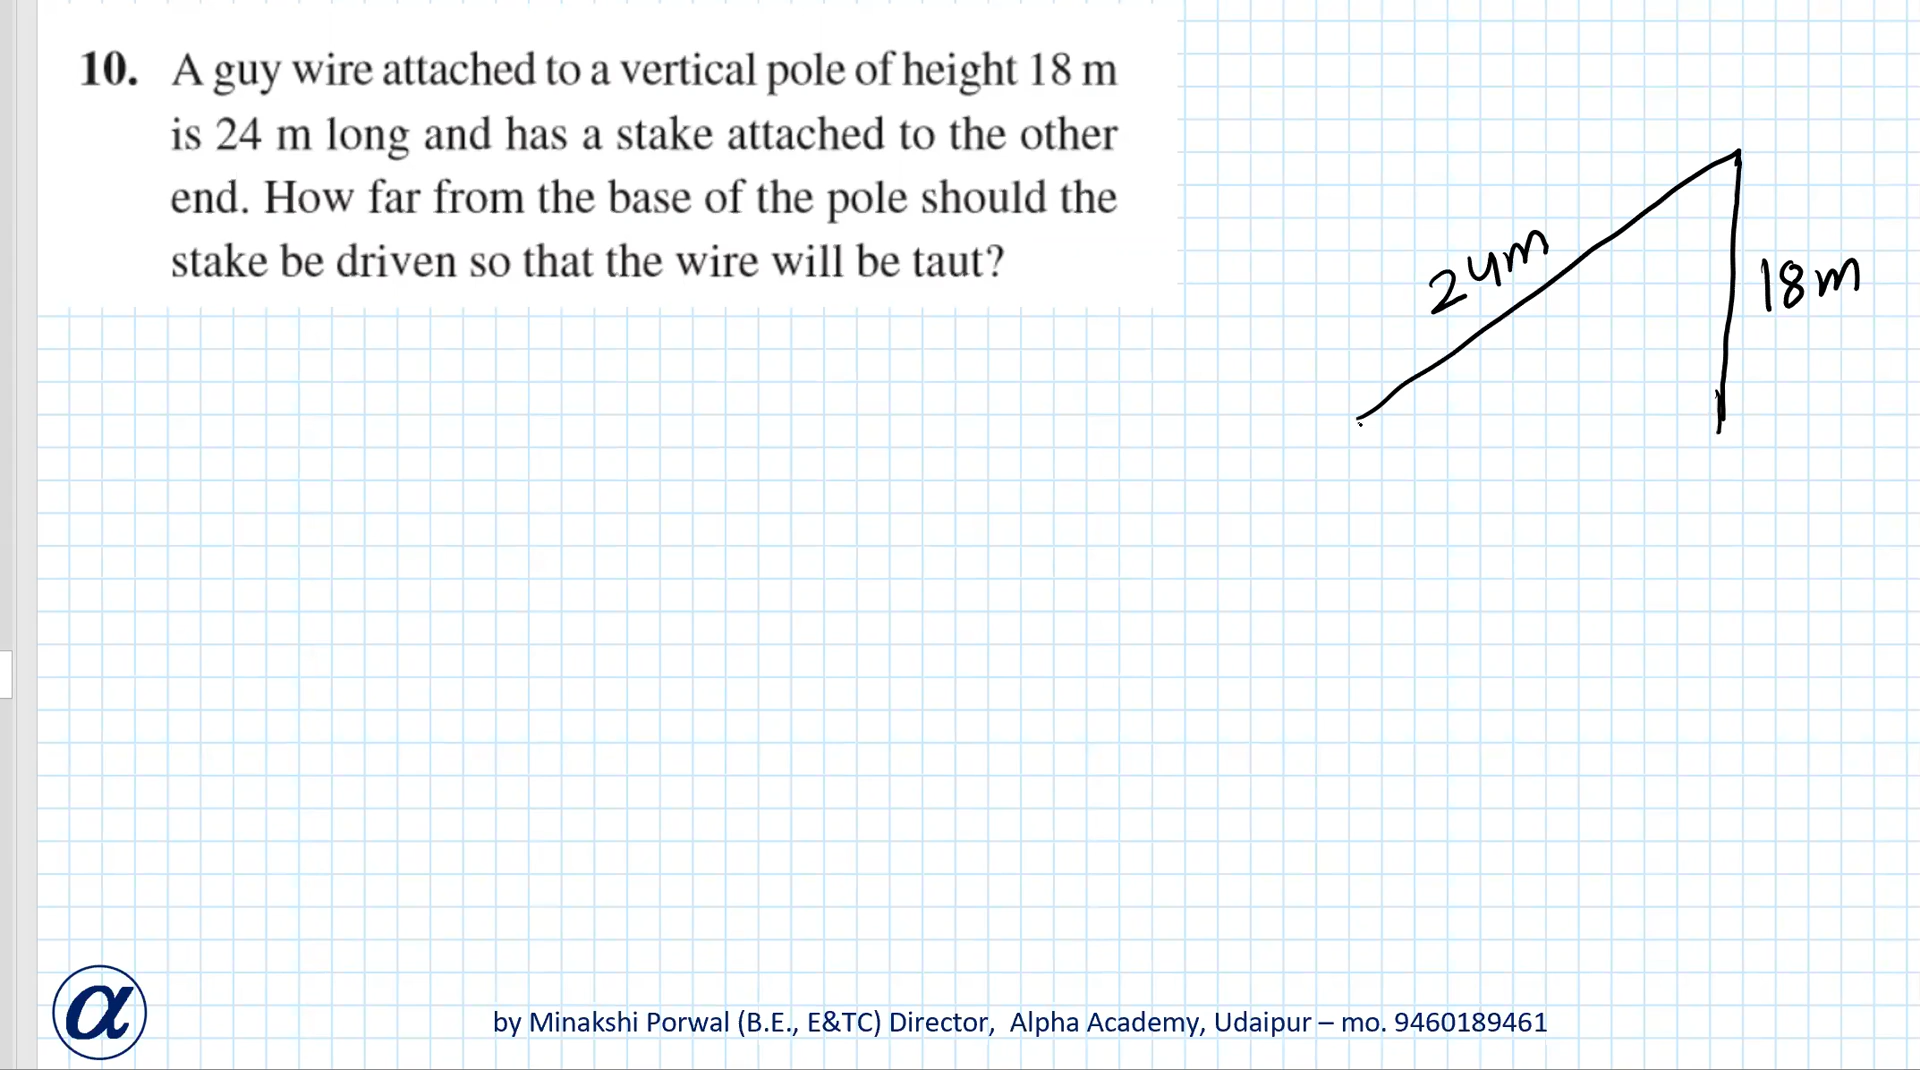 10. A guy wire attached to a vertical pole of height 18 m
is 24 m long and has a stake attached to the other
end. How far from the base of the pole should the
stake be driven so that the wire will be taut?
24m
18m
α
by Minakshi Porwal (B.E., E&TC) Director, Alpha Academy, Udaipur – mo. 9460189461